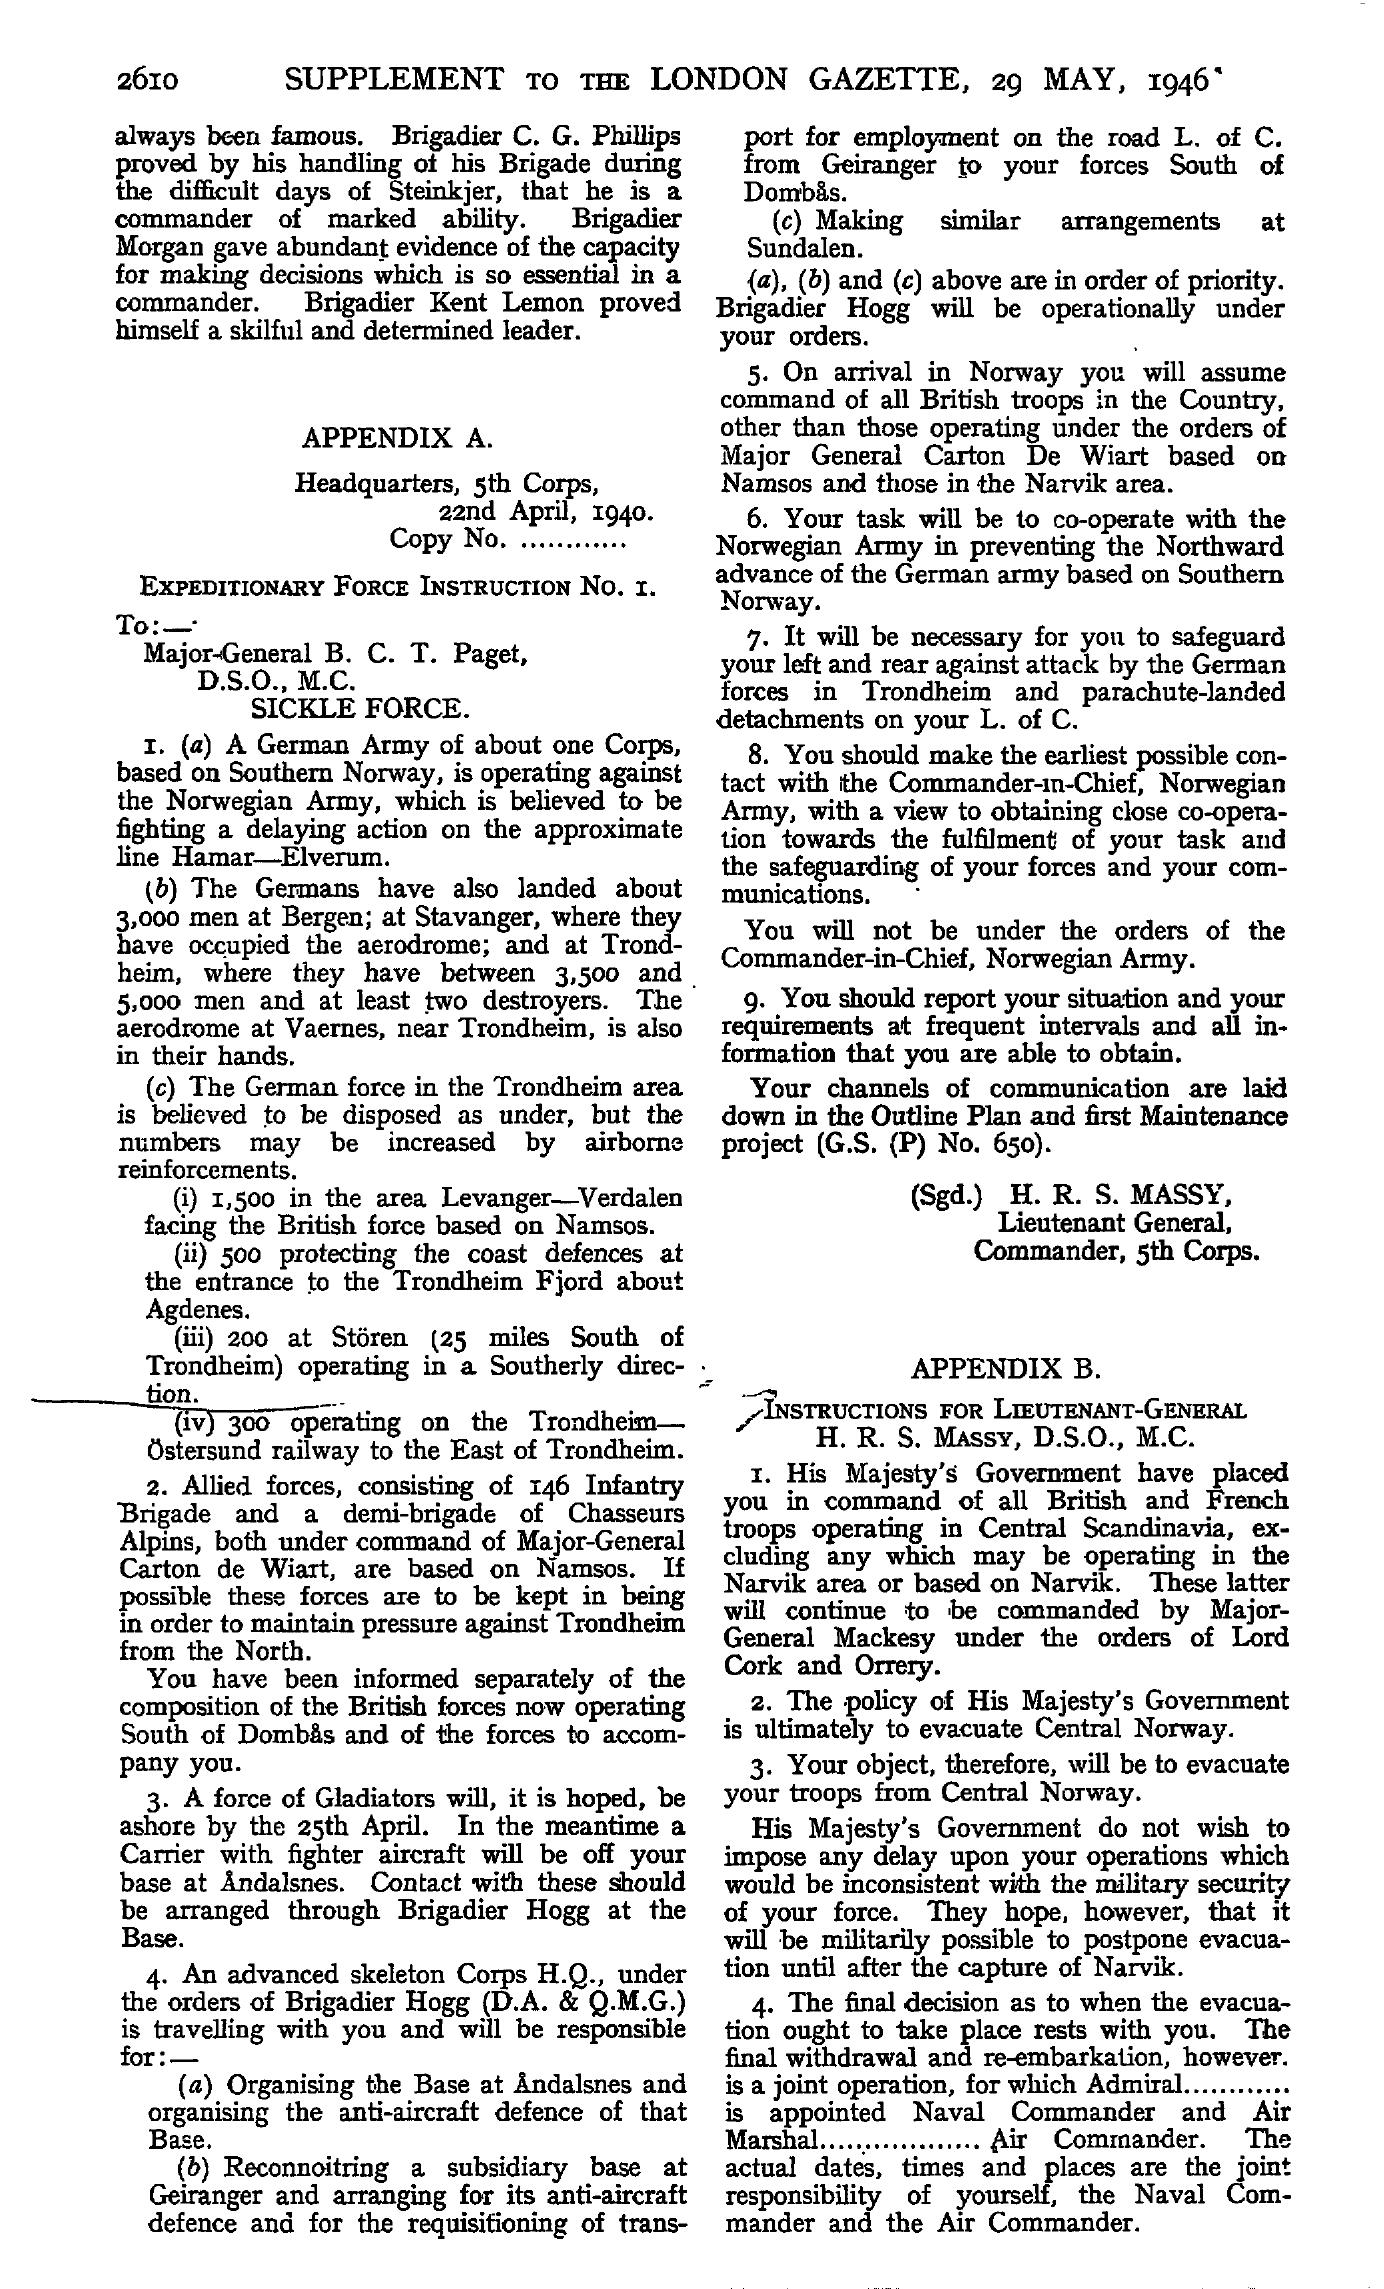 2610 SUPPLEMENT TO THE LONDON GAZETTE, 29 MAY, 1946
always been famous. Brigadier C. G. Phillips
proved by his handling of his Brigade during
the difficult days of Steinkjer, that he is a
commander of marked ability. Brigadier
Morgan gave abundant evidence of the capacity
for making decisions which is so essential in a
commander. Brigadier Kent Lemon proved
himself a skilful and determined leader.
APPENDIX A.
Headquarters, 5th Corps,
22nd April, 1940.
Copy No. ............
EXPEDITIONARY FORCE INSTRUCTION NO. 1.
To:—
Major-General B. C. T. Paget,
D.S.O., M.C.
SICKLE FORCE.
1. (a) A German Army of about one Corps,
based on Southern Norway, is operating against
the Norwegian Army, which is believed to be
fighting a delaying action on the approximate
line Hamar—Elverum.
(b) The Germans have also landed about
3,000 men at Bergen; at Stavanger, where they
have occupied the aerodrome; and at Trond-
heim, where they have between 3,500 and
5,000 men and at least two destroyers. The
aerodrome at Vaernes, near Trondheim, is also
in their hands.
(c) The German force in the Trondheim area
is believed to be disposed as under, but the
numbers may be increased by airborne
reinforcements.
(i) 1,500 in the area Levanger—Verdalen
facing the British force based on Namsos.
(ii) 500 protecting the coast defences at
the entrance to the Trondheim Fjord about
Agdenes.
(iii) 200 at Stören (25 miles South of
Trondheim) operating in a Southerly direc-
tion.
(iv) 300 operating on the Trondheim—
Östersund railway to the East of Trondheim.
2. Allied forces, consisting of 146 Infantry
Brigade and a demi-brigade of Chasseurs
Alpins, both under command of Major-General
Carton de Wiart, are based on Namsos. If
possible these forces are to be kept in being
in order to maintain pressure against Trondheim
from the North.
You have been informed separately of the
composition of the British forces now operating
South of Dombås and of the forces to accom-
pany you.
3. A force of Gladiators will, it is hoped, be
ashore by the 25th April. In the meantime a
Carrier with fighter aircraft will be off your
base at Åndalsnes. Contact with these should
be arranged through Brigadier Hogg at the
Base.
4. An advanced skeleton Corps H.Q., under
the orders of Brigadier Hogg (D.A. & Q.M.G.)
is travelling with you and will be responsible
for:—
(a) Organising the Base at Åndalsnes and
organising the anti-aircraft defence of that
Base.
(b) Reconnoitring a subsidiary base at
Geiranger and arranging for its anti-aircraft
defence and for the requisitioning of trans-
port for employment on the road L. of C.
from Geiranger to your forces South of
Dombås.
(c) Making similar arrangements at
Sundalen.
(a), (b) and (c) above are in order of priority.
Brigadier Hogg will be operationally under
your orders.
5. On arrival in Norway you will assume
command of all British troops in the Country,
other than those operating under the orders of
Major General Carton De Wiart based on
Namsos and those in the Narvik area.
6. Your task will be to co-operate with the
Norwegian Army in preventing the Northward
advance of the German army based on Southern
Norway.
7. It will be necessary for you to safeguard
your left and rear against attack by the German
forces in Trondheim and parachute-landed
detachments on your L. of C.
8. You should make the earliest possible con-
tact with the Commander-in-Chief, Norwegian
Army, with a view to obtaining close co-opera-
tion towards the fulfilment of your task and
the safeguarding of your forces and your com-
munications.
You will not be under the orders of the
Commander-in-Chief, Norwegian Army.
9. You should report your situation and your
requirements at frequent intervals and all in-
formation that you are able to obtain.
Your channels of communication are laid
down in the Outline Plan and first Maintenance
project (G.S. (P) No. 650).
(Sgd.) H. R. S. MASSY,
Lieutenant General,
Commander, 5th Corps.
APPENDIX B.
INSTRUCTIONS FOR LIEUTENANT-GENERAL
H. R. S. MASSY, D.S.O., M.C.
1. His Majesty's Government have placed
you in command of all British and French
troops operating in Central Scandinavia, ex-
cluding any which may be operating in the
Narvik area or based on Narvik. These latter
will continue to be commanded by Major-
General Mackesy under the orders of Lord
Cork and Orrery.
2. The policy of His Majesty's Government
is ultimately to evacuate Central Norway.
3. Your object, therefore, will be to evacuate
your troops from Central Norway.
His Majesty's Government do not wish to
impose any delay upon your operations which
would be inconsistent with the military security
of your force. They hope, however, that it
will be militarily possible to postpone evacua-
tion until after the capture of Narvik.
4. The final decision as to when the evacua-
tion ought to take place rests with you. The
final withdrawal and re-embarkation, however.
is a joint operation, for which Admiral............
is appointed Naval Commander and Air
Marshal.................. Air Commander. The
actual dates, times and places are the joint
responsibility of yourself, the Naval Com-
mander and the Air Commander.